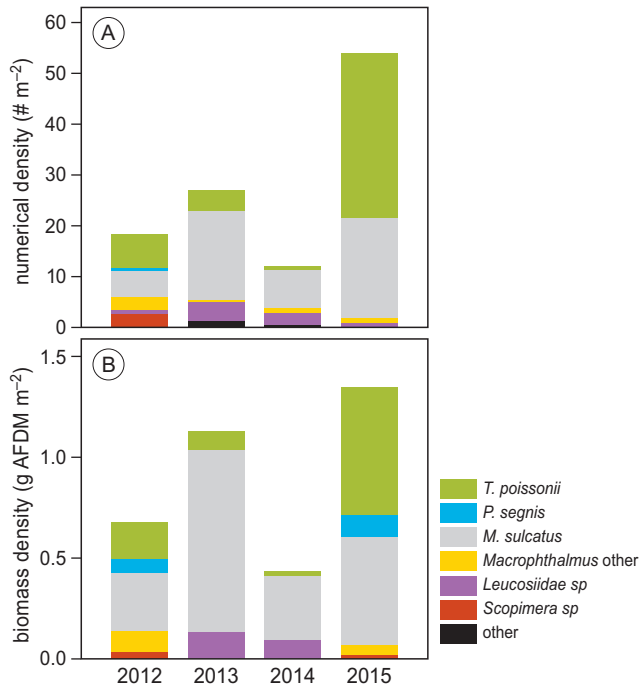 A
60
50
40
30
20
10
0
numerical density (# m⁻²)
B
1.5
1.0
0.5
0.0
biomass density (g AFDM m⁻²)
2012 2013 2014 2015
T. poissonii
P. segnis
M. sulcatus
Macrophthalmus other
Leucosiidae sp
Scopimera sp
other